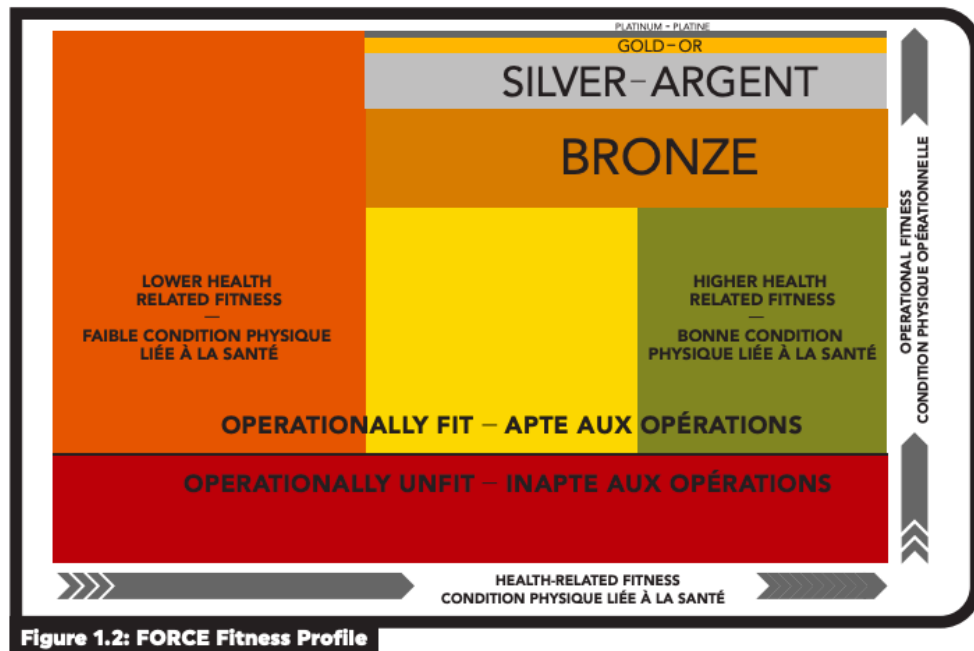 PLATINUM – PLATINE
GOLD – OR
SILVER – ARGENT
BRONZE
LOWER HEALTH
RELATED FITNESS
—
FAIBLE CONDITION PHYSIQUE
LIÉE À LA SANTÉ
HIGHER HEALTH
RELATED FITNESS
—
BONNE CONDITION
PHYSIQUE LIÉE À LA SANTÉ
OPERATIONALLY FIT – APTE AUX OPÉRATIONS
OPERATIONALLY UNFIT – INAPTE AUX OPÉRATIONS
OPERATIONAL FITNESS
CONDITION PHYSIQUE OPÉRATIONNELLE
HEALTH-RELATED FITNESS
CONDITION PHYSIQUE LIÉE À LA SANTÉ
Figure 1.2: FORCE Fitness Profile